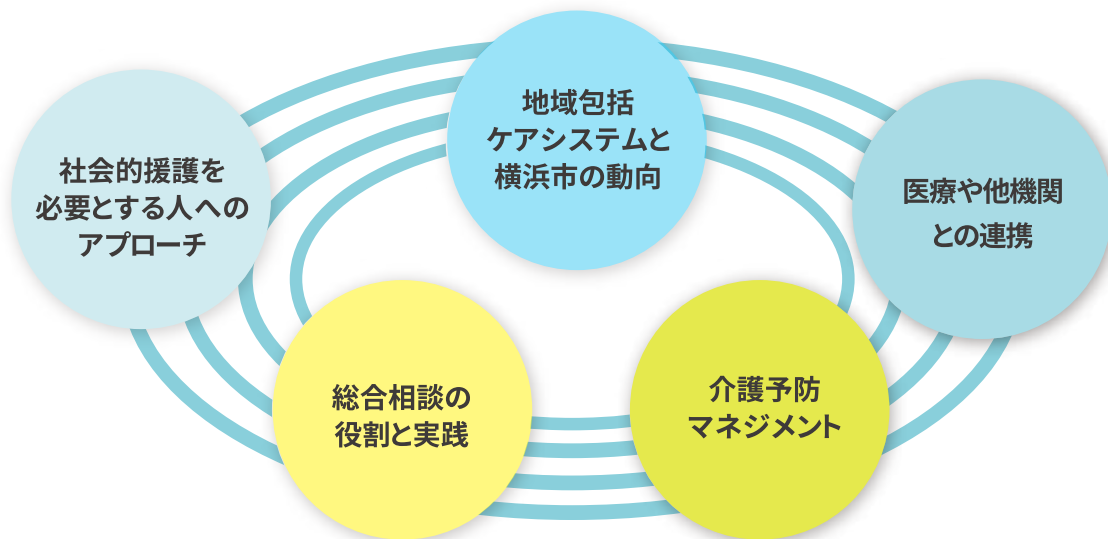 地域包括
ケアシステムと
横浜市の動向
社会的援護を
必要とする人への
アプローチ
医療や他機関
との連携
総合相談の
役割と実践
介護予防
マネジメント